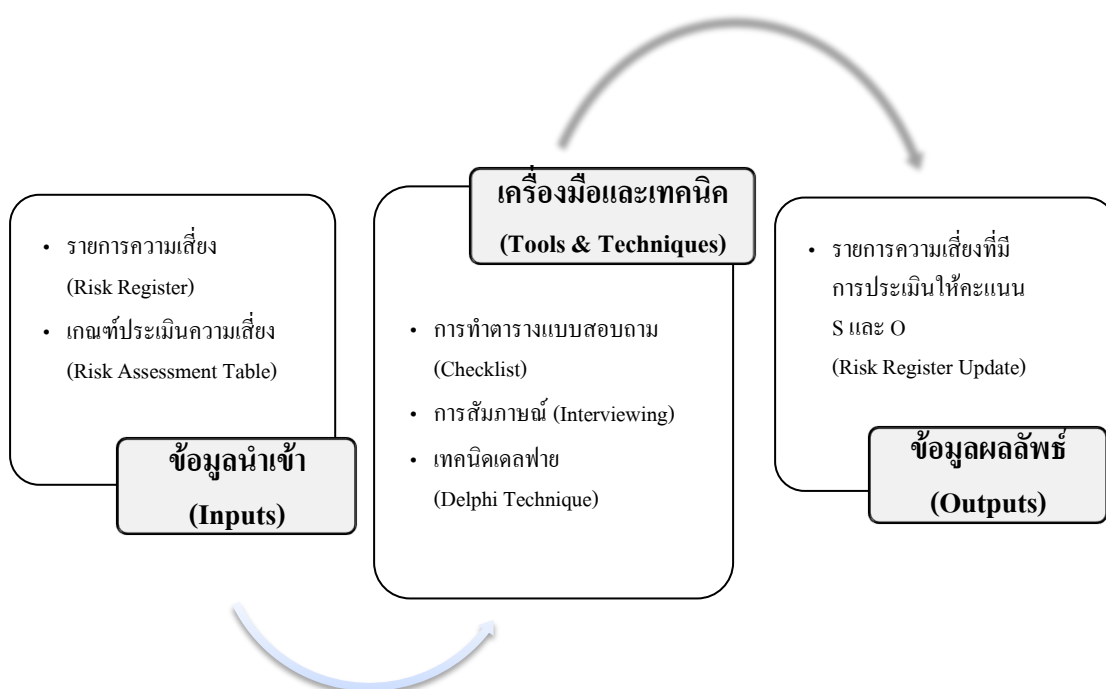 • รายการความเสี่ยง
(Risk Register)
• เกณฑ์ประเมินความเสี่ยง
(Risk Assessment Table)
ข้อมูลนำเข้า
(Inputs)
เครื่องมือและเทคนิค
(Tools & Techniques)
• การทำตารางแบบสอบถาม
(Checklist)
• การสัมภาษณ์ (Interviewing)
• เทคนิคเดลฟาย
(Delphi Technique)
• รายการความเสี่ยงที่มี
การประเมินให้คะแนน
S และ O
(Risk Register Update)
ข้อมูลผลลัพธ์
(Outputs)